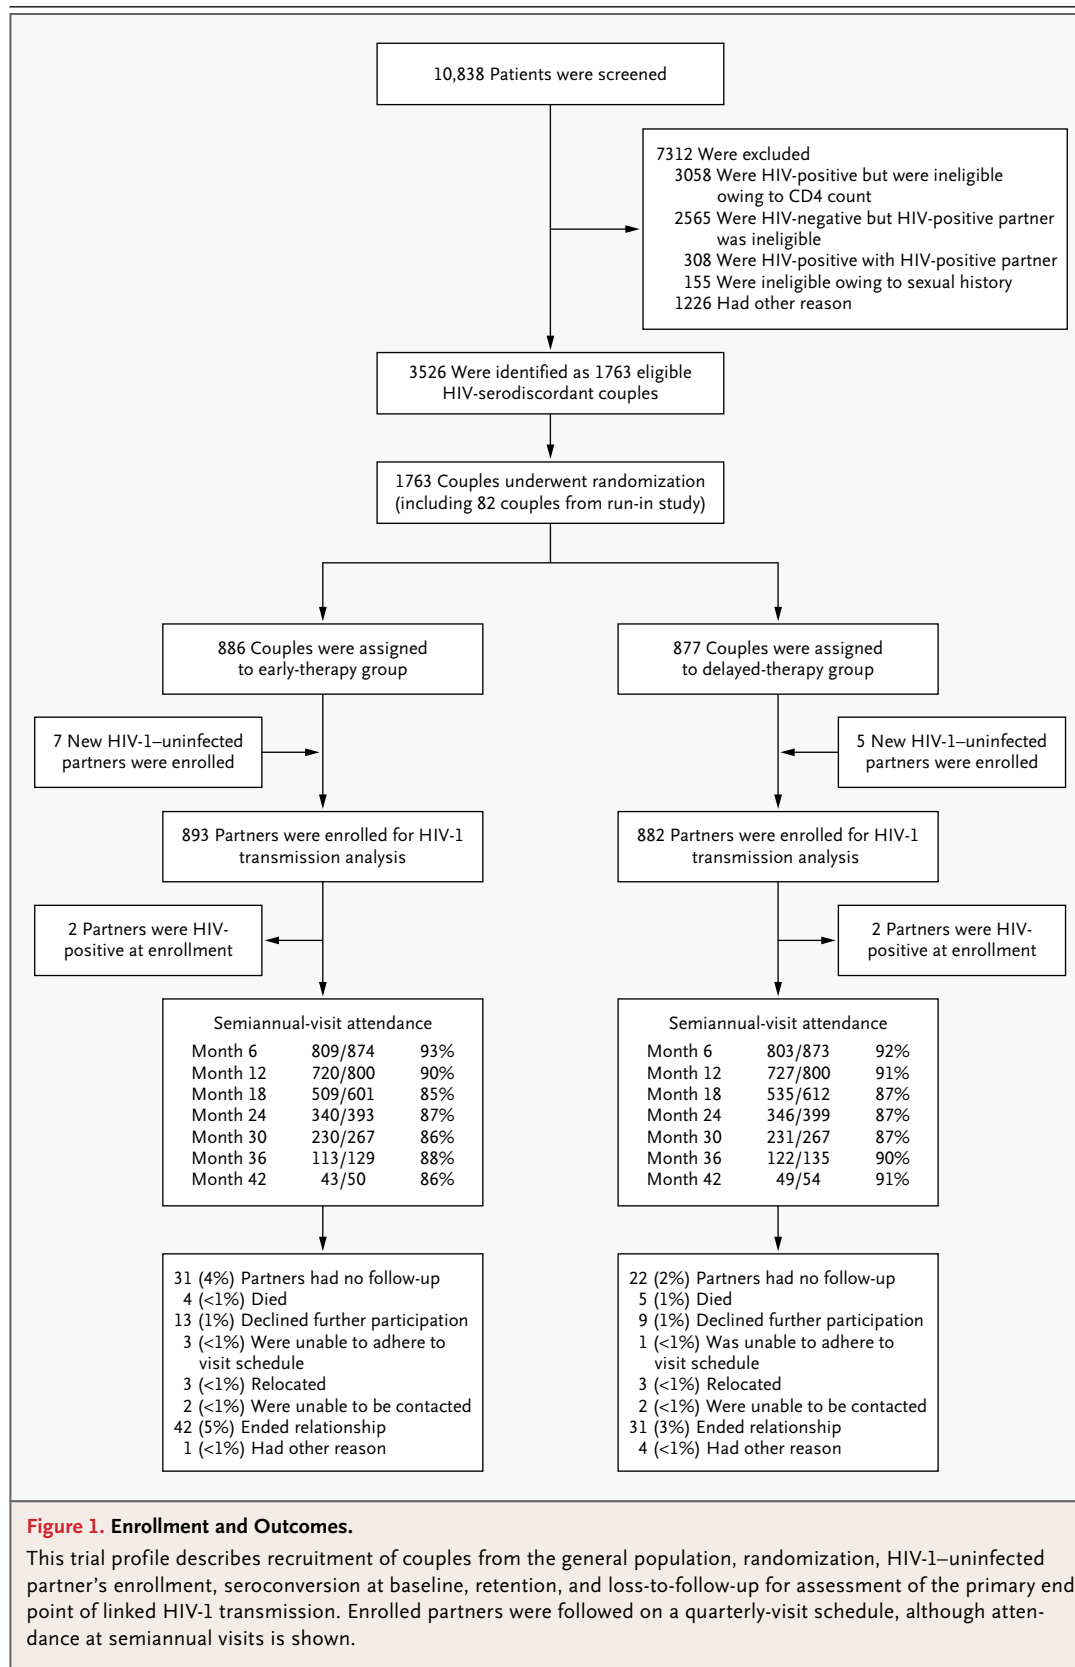 10,838 Patients were screened
7312 Were excluded
3058 Were HIV-positive but were ineligible
owing to CD4 count
2565 Were HIV-negative but HIV-positive partner
was ineligible
308 Were HIV-positive with HIV-positive partner
155 Were ineligible owing to sexual history
1226 Had other reason
3526 Were identified as 1763 eligible
HIV-serodiscordant couples
1763 Couples underwent randomization
(including 82 couples from run-in study)
886 Couples were assigned
to early-therapy group
877 Couples were assigned
to delayed-therapy group
7 New HIV-1–uninfected
partners were enrolled
5 New HIV-1–uninfected
partners were enrolled
893 Partners were enrolled for HIV-1
transmission analysis
882 Partners were enrolled for HIV-1
transmission analysis
2 Partners were HIV-
positive at enrollment
2 Partners were HIV-
positive at enrollment
Semiannual-visit attendance
Month 6 809/874 93%
Month 12 720/800 90%
Month 18 509/601 85%
Month 24 340/393 87%
Month 30 230/267 86%
Month 36 113/129 88%
Month 42 43/50 86%
Semiannual-visit attendance
Month 6 803/873 92%
Month 12 727/800 91%
Month 18 535/612 87%
Month 24 346/399 87%
Month 30 231/267 87%
Month 36 122/135 90%
Month 42 49/54 91%
31 (4%) Partners had no follow-up
4 (<1%) Died
13 (1%) Declined further participation
3 (<1%) Were unable to adhere to
visit schedule
3 (<1%) Relocated
2 (<1%) Were unable to be contacted
42 (5%) Ended relationship
1 (<1%) Had other reason
22 (2%) Partners had no follow-up
5 (1%) Died
9 (1%) Declined further participation
1 (<1%) Was unable to adhere to
visit schedule
3 (<1%) Relocated
2 (<1%) Were unable to be contacted
31 (3%) Ended relationship
4 (<1%) Had other reason
Figure 1. Enrollment and Outcomes.
This trial profile describes recruitment of couples from the general population, randomization, HIV-1–uninfected
partner's enrollment, seroconversion at baseline, retention, and loss-to-follow-up for assessment of the primary end
point of linked HIV-1 transmission. Enrolled partners were followed on a quarterly-visit schedule, although atten-
dance at semiannual visits is shown.